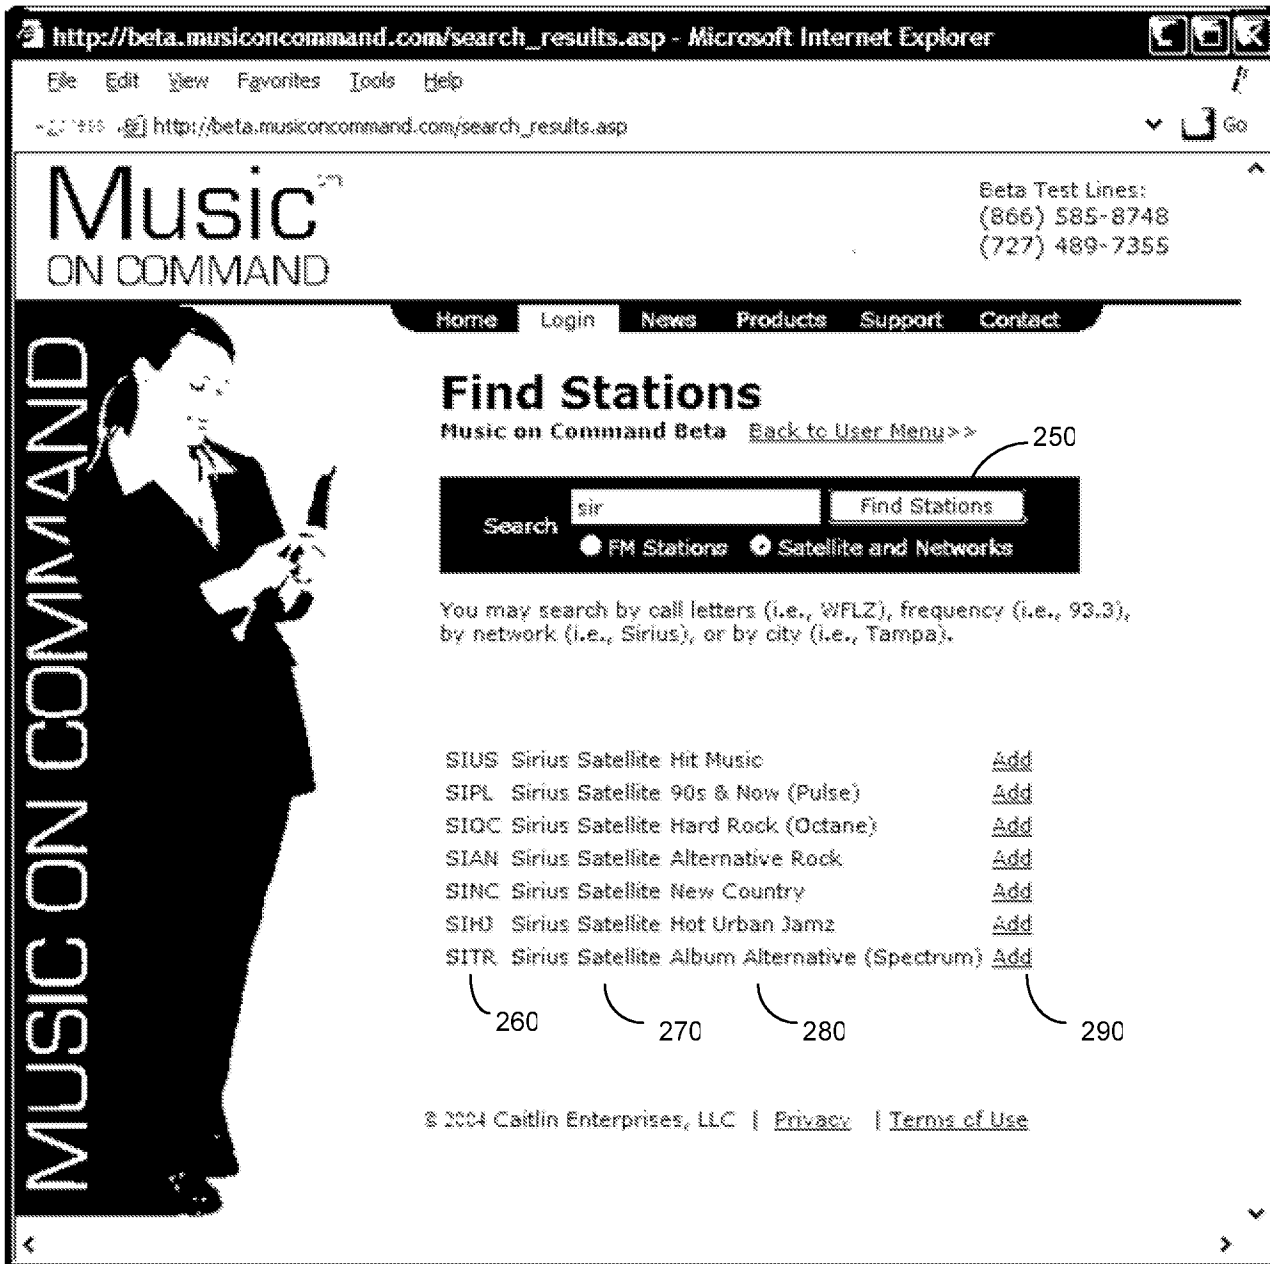 http://beta.musiconcommand.com/search_results.asp - Microsoft Internet Explorer
File Edit View Favorites Tools Help
http://beta.musiconcommand.com/search_results.asp Go
Music
ON COMMAND
Beta Test Lines:
(866) 585-8748
(727) 489-7355
Home Login News Products Support Contact
MUSIC ON COMMAND
Find Stations
Music on Command Beta Back to User Menu>>
250
Search sir Find Stations
FM Stations Satellite and Networks
You may search by call letters (i.e., WFLZ), frequency (i.e., 93.3),
by network (i.e., Sirius), or by city (i.e., Tampa).
SIUS Sirius Satellite Hit Music Add
SIPL Sirius Satellite 90s & Now (Pulse) Add
SIOC Sirius Satellite Hard Rock (Octane) Add
SIAN Sirius Satellite Alternative Rock Add
SINC Sirius Satellite New Country Add
SIHJ Sirius Satellite Hot Urban Jamz Add
SITR Sirius Satellite Album Alternative (Spectrum) Add
260 270 280 290
© 2004 Caitlin Enterprises, LLC | Privacy | Terms of Use